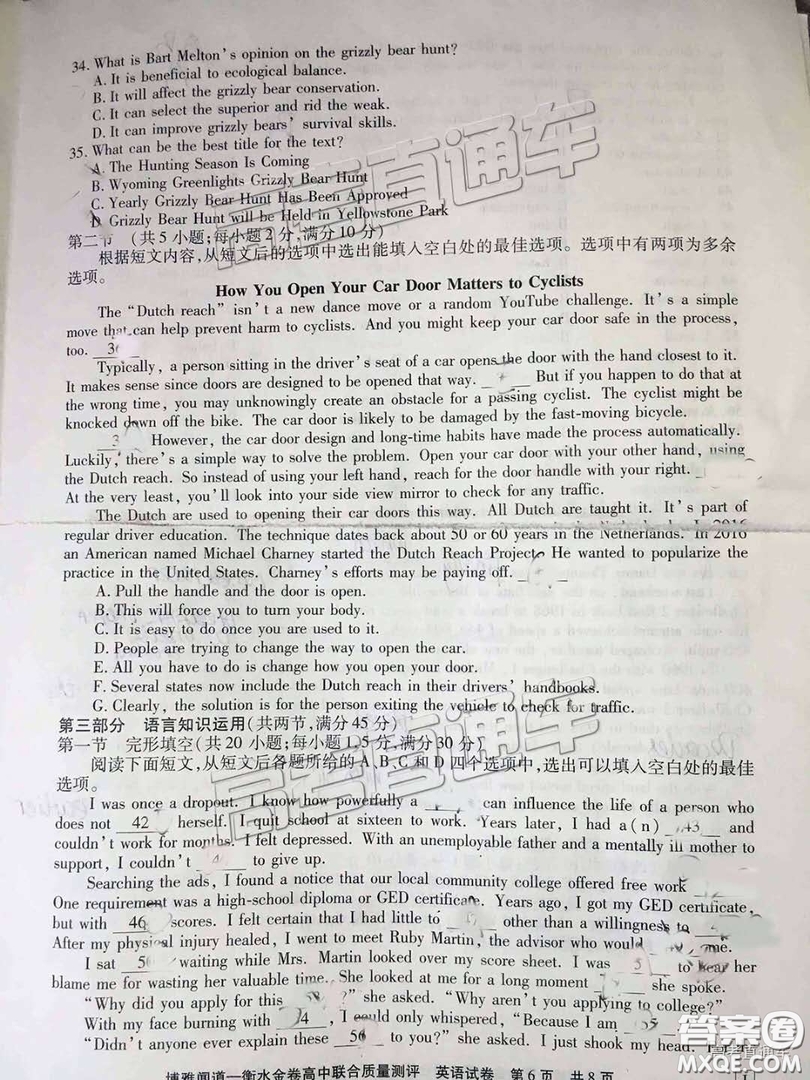 34. What is Bart Melton's opinion on the grizzly bear hunt?
A. It is beneficial to ecological balance.
B. It will affect the grizzly bear conservation.
C. It can select the superior and rid the weak.
D. It can improve grizzly bears' survival skills.
35. What can be the best title for the text?
A. The Hunting Season Is Coming
B. Wyoming Greenlights Grizzly Bear Hunt
C. Yearly Grizzly Bear Hunt Has Been Approved
D Grizzly Bear Hunt will be Held in Yellowstone Park
第二节 (共5小题;每小题2分,满分10分)
根据短文内容,从短文后的选项中选出能填入空白处的最佳选项。选项中有两项为多余
选项。
How You Open Your Car Door Matters to Cyclists
The "Dutch reach" isn't a new dance move or a random YouTube challenge. It's a simple
move that can help prevent harm to cyclists. And you might keep your car door safe in the process,
too. 36
Typically, a person sitting in the driver's seat of a car opens the door with the hand closest to it.
It makes sense since doors are designed to be opened that way. But if you happen to do that at
the wrong time, you may unknowingly create an obstacle for a passing cyclist. The cyclist might be
knocked down off the bike. The car door is likely to be damaged by the fast-moving bicycle.
3 However, the car door design and long-time habits have made the process automatically.
Luckily, there's a simple way to solve the problem. Open your car door with your other hand, using
the Dutch reach. So instead of using your left hand, reach for the door handle with your right.
At the very least, you'll look into your side view mirror to check for any traffic.
The Dutch are used to opening their car doors this way. All Dutch are taught it. It's part of
regular driver education. The technique dates back about 50 or 60 years in the Netherlands. In 2016
an American named Michael Charney started the Dutch Reach Project. He wanted to popularize the
practice in the United States. Charney's efforts may be paying off.
A. Pull the handle and the door is open.
B. This will force you to turn your body.
C. It is easy to do once you are used to it.
D. People are trying to change the way to open the car.
E. All you have to do is change how you open your door.
F. Several states now include the Dutch reach in their drivers' handbooks.
G. Clearly, the solution is for the person exiting the vehicle to check for traffic.
第三部分 语言知识运用(共两节,满分45分)
第一节 完形填空(共20小题;每小题1.5分,满分30分)
阅读下面短文,从短文后各题所给的A、B、C和D四个选项中,选出可以填入空白处的最佳
选项。
I was once a dropout. I know how powerfully a can influence the life of a person who
does not 42 herself. I quit school at sixteen to work. Years later, I had a(n) 43 and
couldn't work for months. I felt depressed. With an unemployable father and a mentally ill mother to
support, I couldn't 4 to give up.
Searching the ads, I found a notice that our local community college offered free work
One requirement was a high-school diploma or GED certificate. Years ago, I got my GED certificate,
but with 46 scores. I felt certain that I had little to other than a willingness to
After my physical injury healed, I went to meet Ruby Martin, the advisor who would me.
I sat 50 waiting while Mrs. Martin looked over my score sheet. I was 5 to hear her
blame me for wasting her valuable time. She looked at me for a long moment she spoke.
"Why did you apply for this ?" she asked. "Why aren't you applying to college?"
With my face burning with 4 , I could only whispered, "Because I am 55
"Didn't anyone ever explain these 56 to you?" she asked. I just shook my head.
博雅闻道—衡水金卷高中联合质量测评 英语试卷 第6页 共8页
高考直通车
高考直通车
答案圈
MXQE.COM